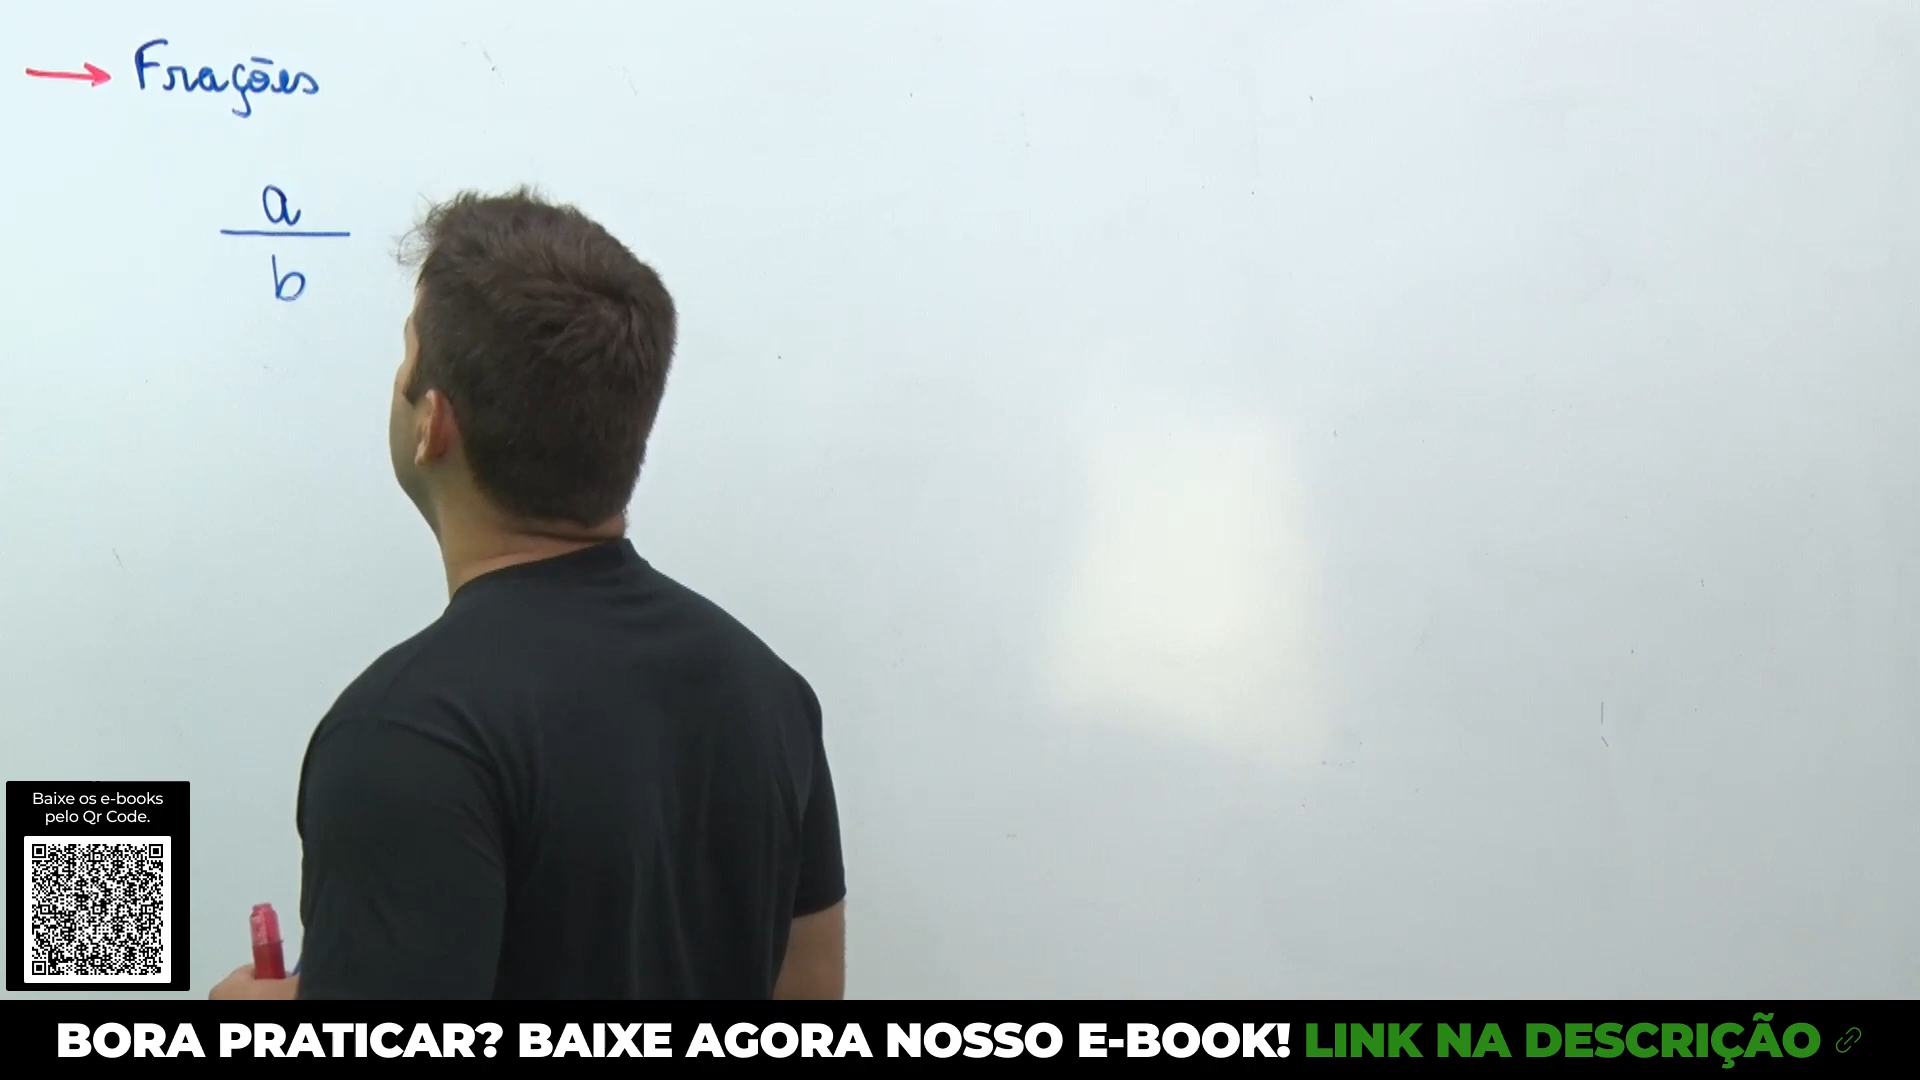 → Frações
a
b
Baixe os e-books
pelo Qr Code.
BORA PRATICAR? BAIXE AGORA NOSSO E-BOOK! LINK NA DESCRIÇÃO